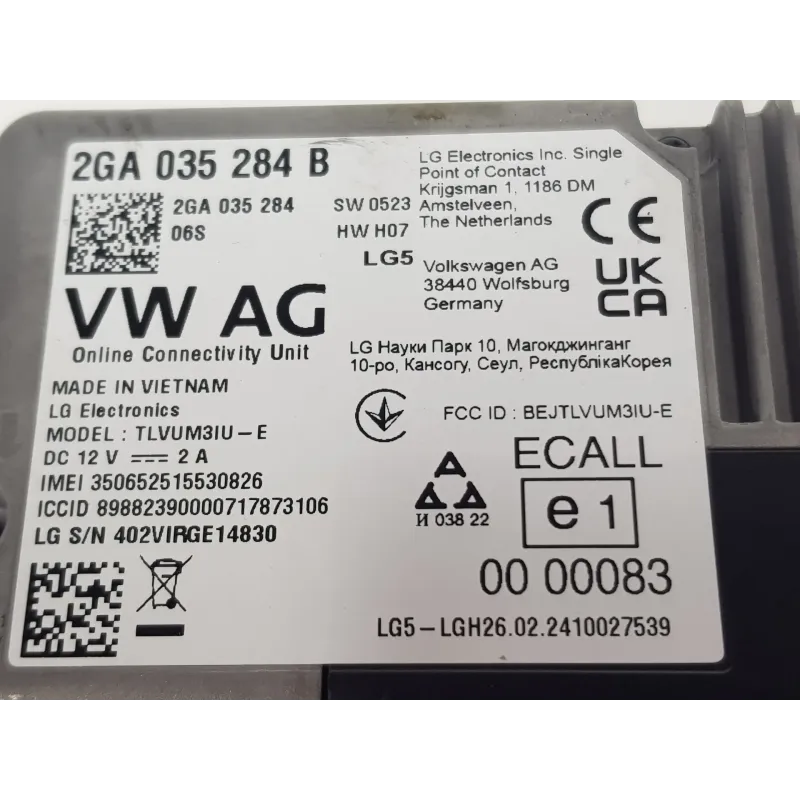 2GA 035 284 B
2GA 035 284
06S
SW 0523
HW H07
LG5
LG Electronics Inc. Single
Point of Contact
Krijgsman 1, 1186 DM
Amstelveen,
The Netherlands
CE
Volkswagen AG
38440 Wolfsburg
Germany
UK
CA
VW AG
Online Connectivity Unit
LG Науки Парк 10, Магокджинганг
10-ро, Кансогу, Сеул, РеспублікаКорея
MADE IN VIETNAM
LG Electronics
MODEL : TLVUM3IU-E
DC 12 V ⎓ 2 A
IMEI 350652515530826
ICCID 89882390000717873106
LG S/N 402VIRGE14830
FCC ID : BEJTLVUM3IU-E
И 038 22
ECALL
e 1
00 00083
LG5-LGH26.02.2410027539